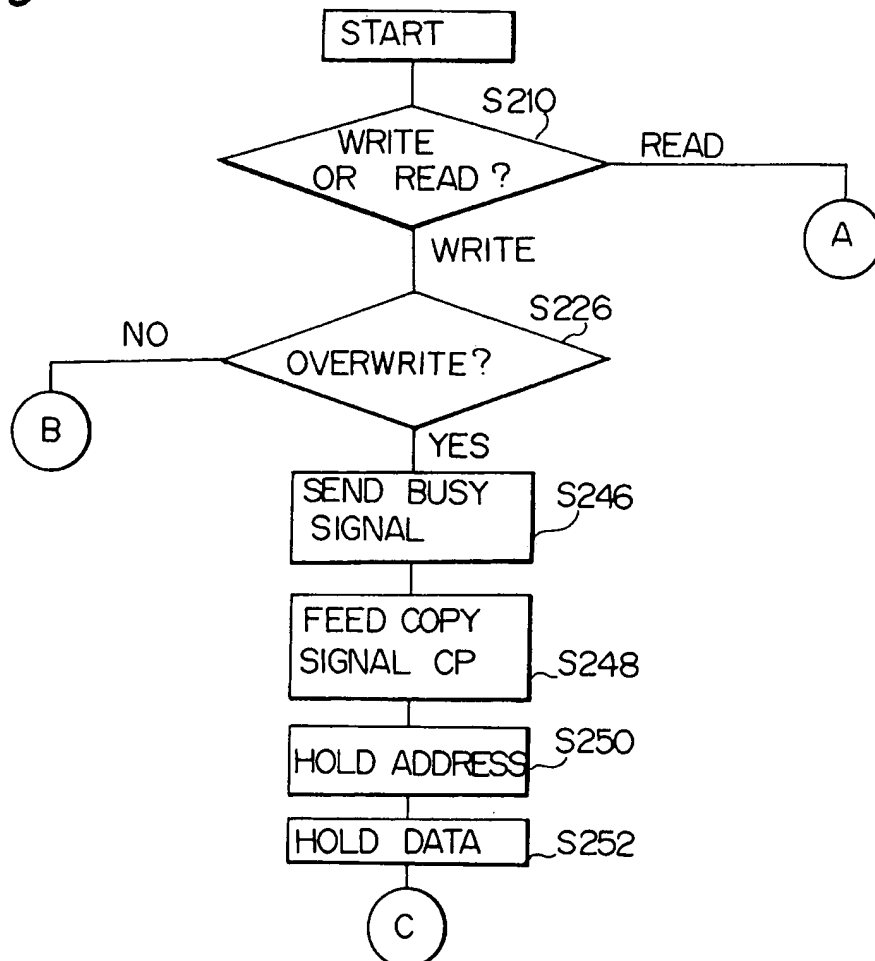 START
S210
WRITE
OR READ?
READ
A
WRITE
S226
NO
OVERWRITE?
B
YES
SEND BUSY
SIGNAL
S246
FEED COPY
SIGNAL CP
S248
S250
HOLD ADDRESS
HOLD DATA
S252
C